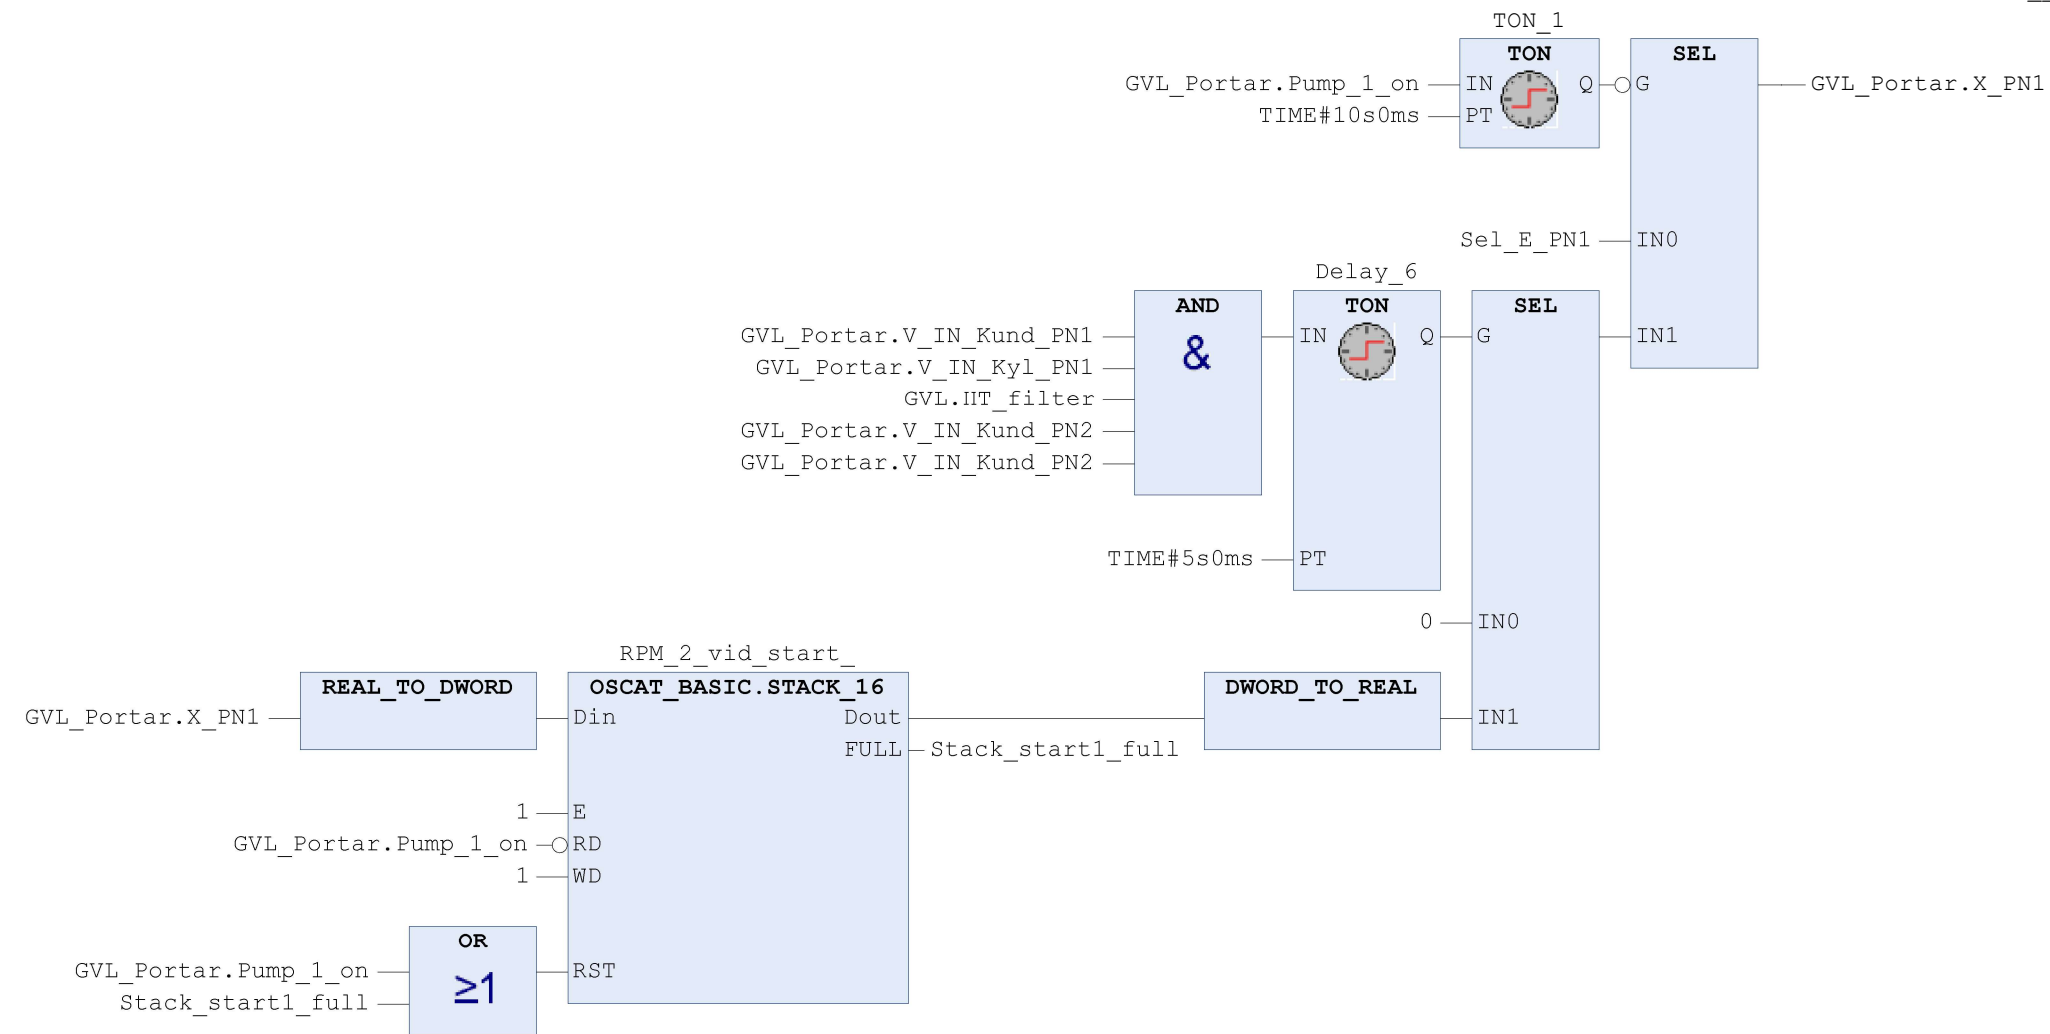 TON_1
TON
SEL
GVL_Portar.Pump_1_on
IN
Q
G
GVL_Portar.X_PN1
TIME#10s0ms
PT
Sel_E_PN1
IN0
Delay_6
AND
TON
SEL
GVL_Portar.V_IN_Kund_PN1
&
IN
Q
G
IN1
GVL_Portar.V_IN_Kyl_PN1
GVL.HT_filter
GVL_Portar.V_IN_Kund_PN2
GVL_Portar.V_IN_Kund_PN2
TIME#5s0ms
PT
0
IN0
RPM_2_vid_start_
REAL_TO_DWORD
OSCAT_BASIC.STACK_16
DWORD_TO_REAL
GVL_Portar.X_PN1
Din
Dout
IN1
FULL
Stack_start1_full
1
E
GVL_Portar.Pump_1_on
RD
1
WD
OR
GVL_Portar.Pump_1_on
≥1
RST
Stack_start1_full